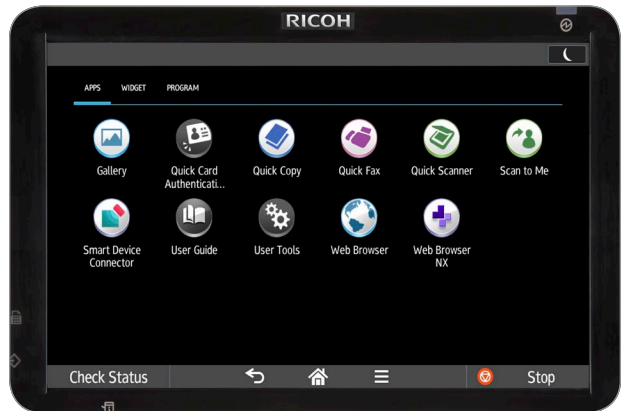 RICOH
APPS WIDGET PROGRAM
Gallery
Quick Card
Authenticati...
Quick Copy
Quick Fax
Quick Scanner
Scan to Me
Smart Device
Connector
User Guide
User Tools
Web Browser
Web Browser
NX
Check Status
Stop